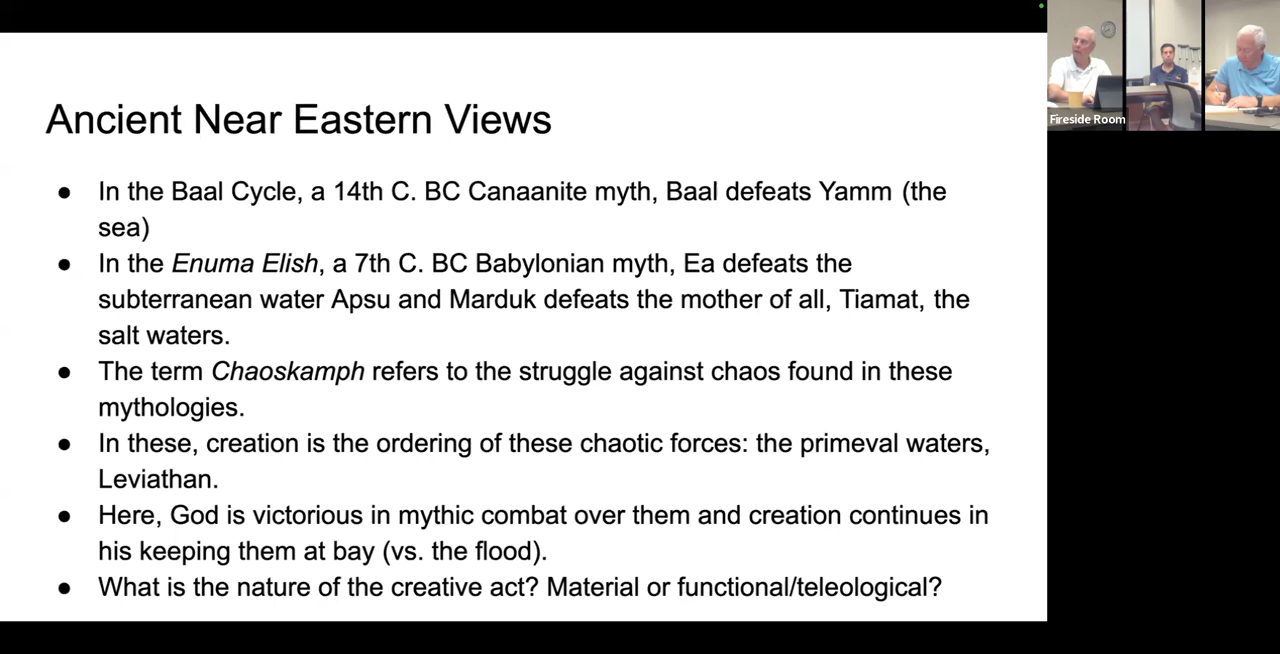 Ancient Near Eastern Views
● In the Baal Cycle, a 14th C. BC Canaanite myth, Baal defeats Yamm (the
sea)
● In the Enuma Elish, a 7th C. BC Babylonian myth, Ea defeats the
subterranean water Apsu and Marduk defeats the mother of all, Tiamat, the
salt waters.
● The term Chaoskamph refers to the struggle against chaos found in these
mythologies.
● In these, creation is the ordering of these chaotic forces: the primeval waters,
Leviathan.
● Here, God is victorious in mythic combat over them and creation continues in
his keeping them at bay (vs. the flood).
● What is the nature of the creative act? Material or functional/teleological?
Fireside Room